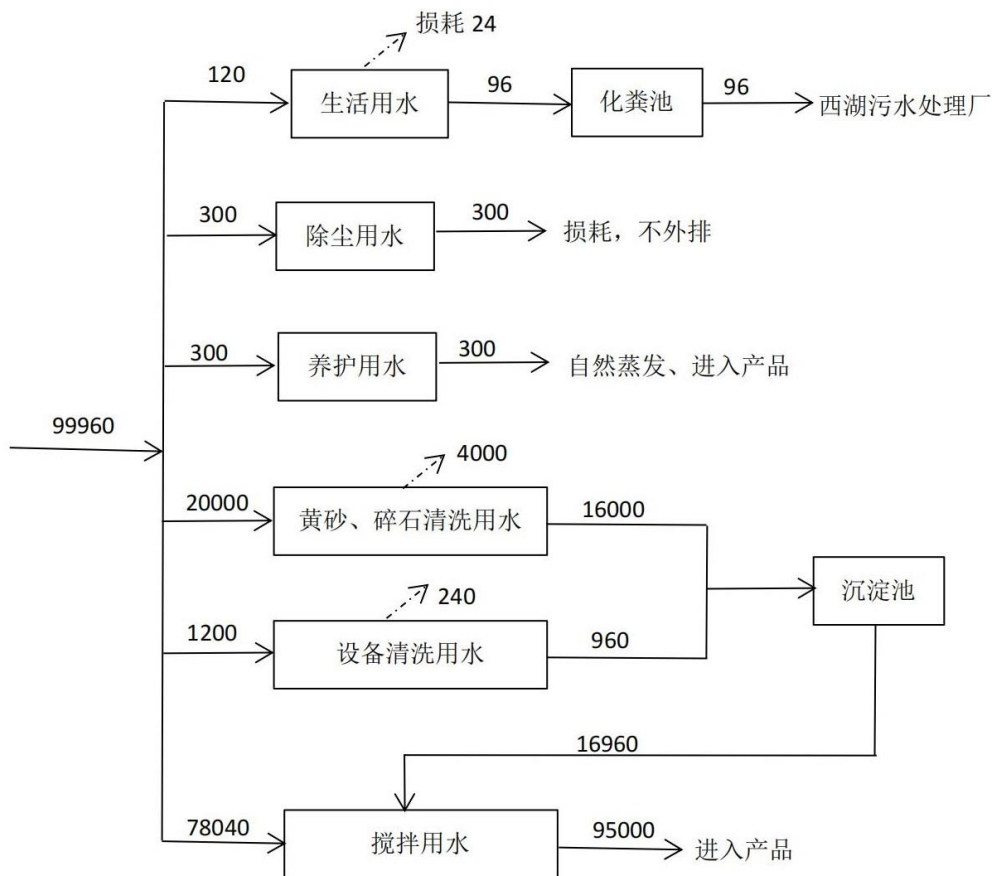 损耗 24
120
生活用水
96
化粪池
96
西湖污水处理厂
300
除尘用水
300
损耗，不外排
300
养护用水
300
自然蒸发、进入产品
99960
4000
20000
黄砂、碎石清洗用水
16000
沉淀池
240
1200
设备清洗用水
960
16960
78040
搅拌用水
95000
进入产品